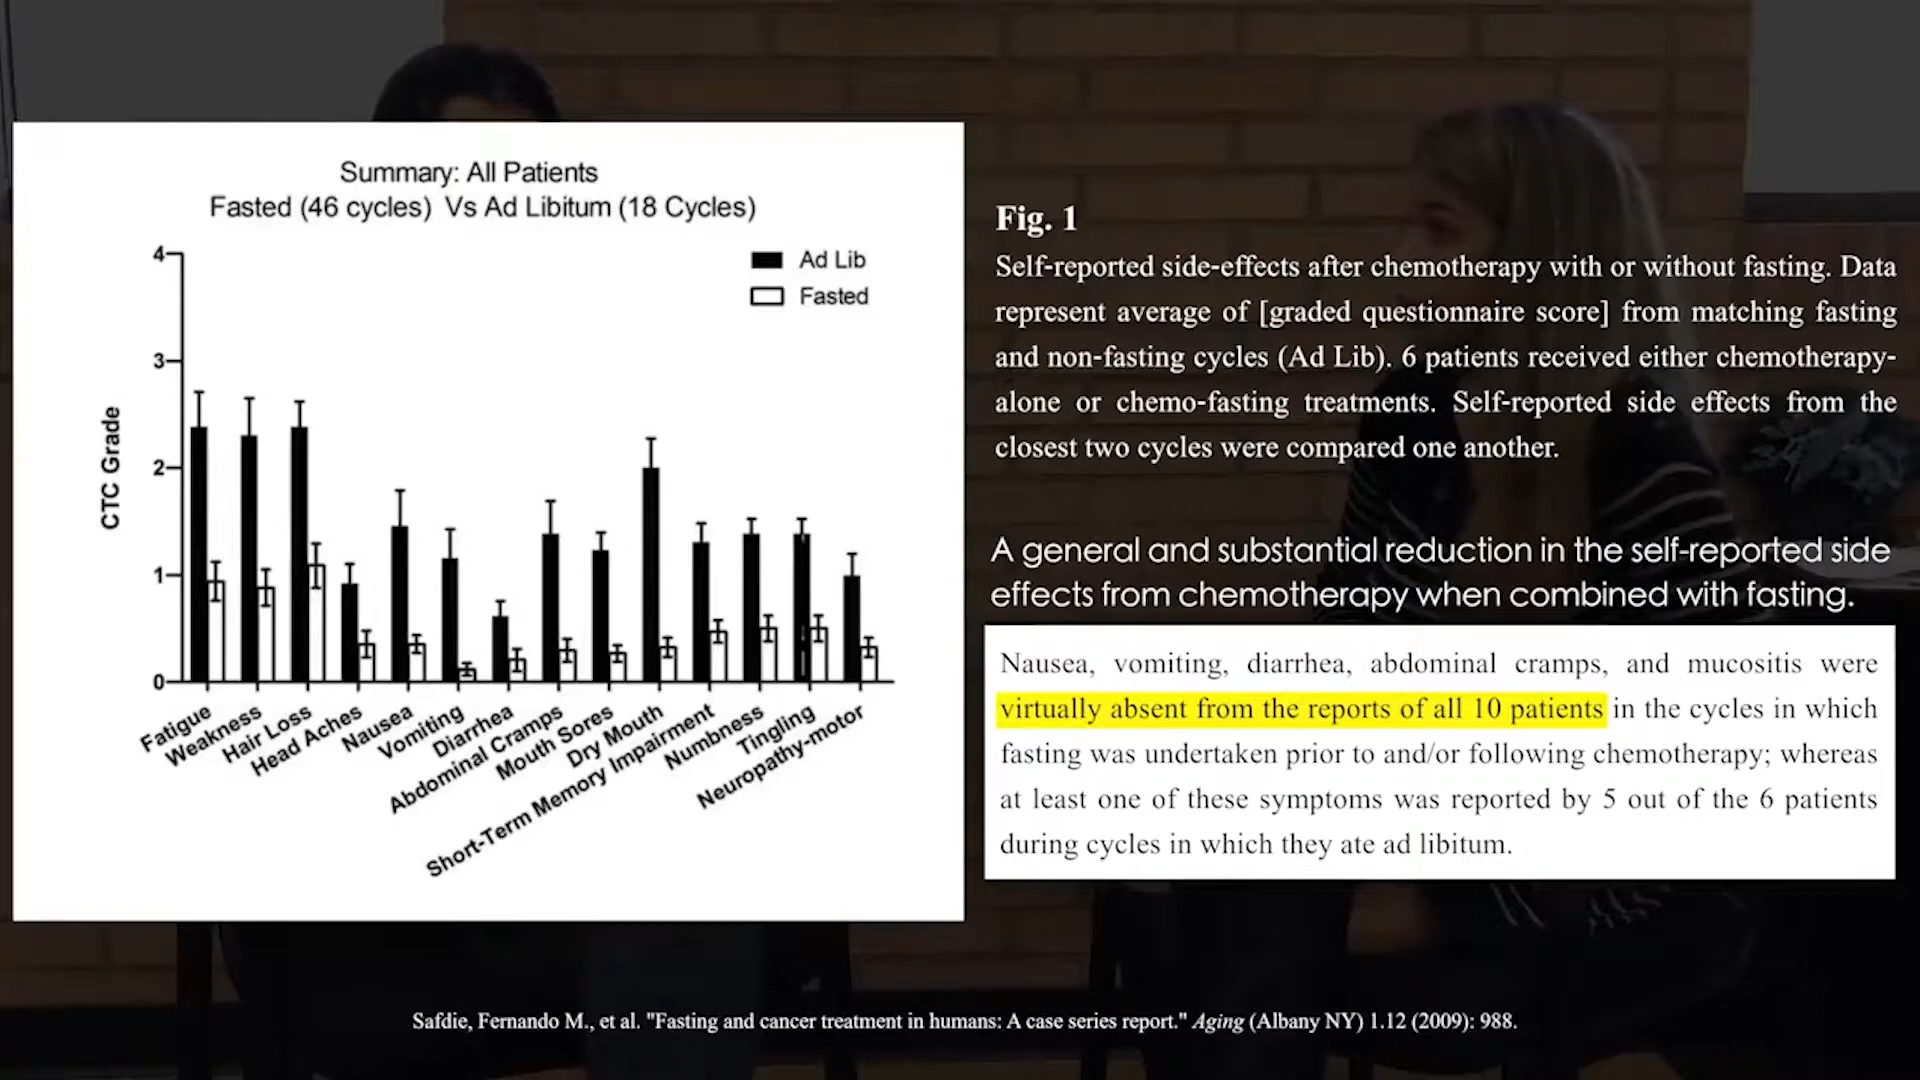 Summary: All Patients
Fasted (46 cycles) Vs Ad Libitum (18 Cycles)
Ad Lib
Fasted
CTC Grade
4
3
2
1
0
Fatigue
Weakness
Hair Loss
Head Aches
Nausea
Vomiting
Diarrhea
Abdominal Cramps
Mouth Sores
Dry Mouth
Short-Term Memory Impairment
Numbness
Tingling
Neuropathy-motor
Fig. 1
Self-reported side-effects after chemotherapy with or without fasting. Data
represent average of [graded questionnaire score] from matching fasting
and non-fasting cycles (Ad Lib). 6 patients received either chemotherapy-
alone or chemo-fasting treatments. Self-reported side effects from the
closest two cycles were compared one another.
A general and substantial reduction in the self-reported side
effects from chemotherapy when combined with fasting.
Nausea, vomiting, diarrhea, abdominal cramps, and mucositis were
virtually absent from the reports of all 10 patients in the cycles in which
fasting was undertaken prior to and/or following chemotherapy; whereas
at least one of these symptoms was reported by 5 out of the 6 patients
during cycles in which they ate ad libitum.
Safdie, Fernando M., et al. "Fasting and cancer treatment in humans: A case series report." Aging (Albany NY) 1.12 (2009): 988.